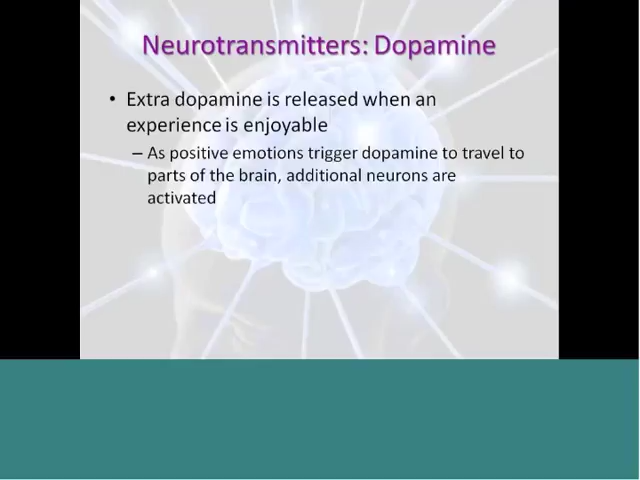 Neurotransmitters: Dopamine
• Extra dopamine is released when an
experience is enjoyable
– As positive emotions trigger dopamine to travel to
parts of the brain, additional neurons are
activated